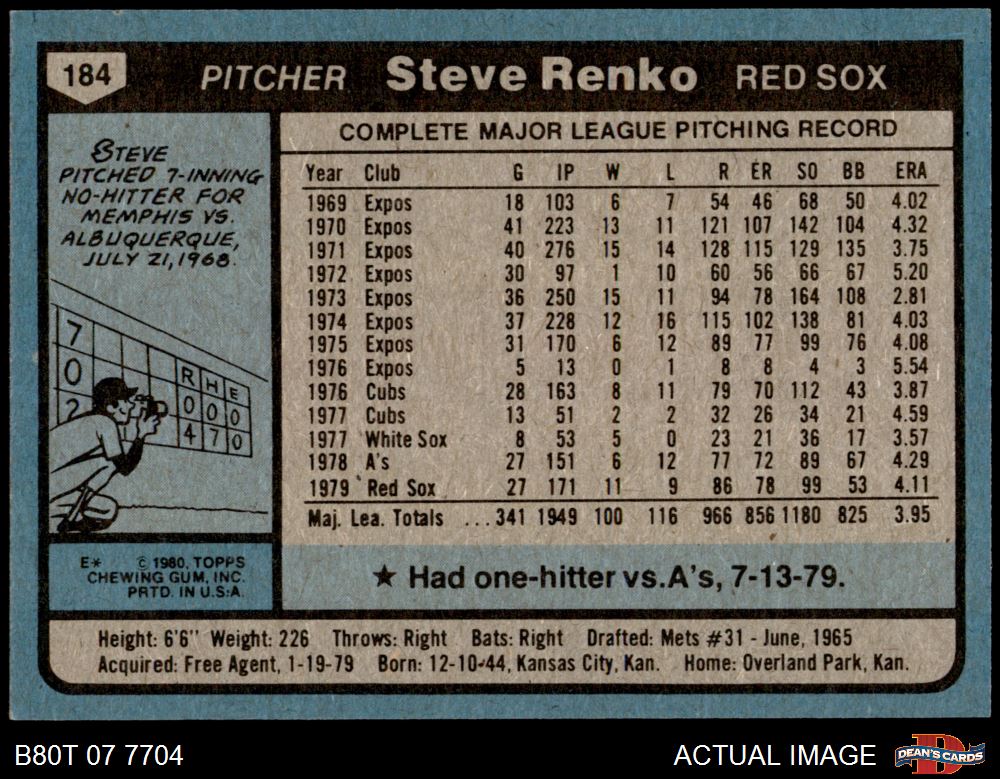 184 PITCHER Steve Renko RED SOX
STEVE
PITCHED 7-INNING
NO-HITTER FOR
MEMPHIS VS.
ALBUQUERQUE,
JULY 21, 1968.
7
0
2
R H E
0 0 0
4 7 0
E* © 1980, TOPPS
CHEWING GUM, INC.
PRTD. IN U.S.A.
COMPLETE MAJOR LEAGUE PITCHING RECORD
Year Club G IP W L R ER SO BB ERA
1969 Expos 18 103 6 7 54 46 68 50 4.02
1970 Expos 41 223 13 11 121 107 142 104 4.32
1971 Expos 40 276 15 14 128 115 129 135 3.75
1972 Expos 30 97 1 10 60 56 66 67 5.20
1973 Expos 36 250 15 11 94 78 164 108 2.81
1974 Expos 37 228 12 16 115 102 138 81 4.03
1975 Expos 31 170 6 12 89 77 99 76 4.08
1976 Expos 5 13 0 1 8 8 4 3 5.54
1976 Cubs 28 163 8 11 79 70 112 43 3.87
1977 Cubs 13 51 2 2 32 26 34 21 4.59
1977 White Sox 8 53 5 0 23 21 36 17 3.57
1978 A's 27 151 6 12 77 72 89 67 4.29
1979 Red Sox 27 171 11 9 86 78 99 53 4.11
Maj. Lea. Totals ...341 1949 100 116 966 856 1180 825 3.95
★ Had one-hitter vs. A's, 7-13-79.
Height: 6'6" Weight: 226 Throws: Right Bats: Right Drafted: Mets #31 - June, 1965
Acquired: Free Agent, 1-19-79 Born: 12-10-44, Kansas City, Kan. Home: Overland Park, Kan.
B80T 07 7704 ACTUAL IMAGE DEAN'S CARDS